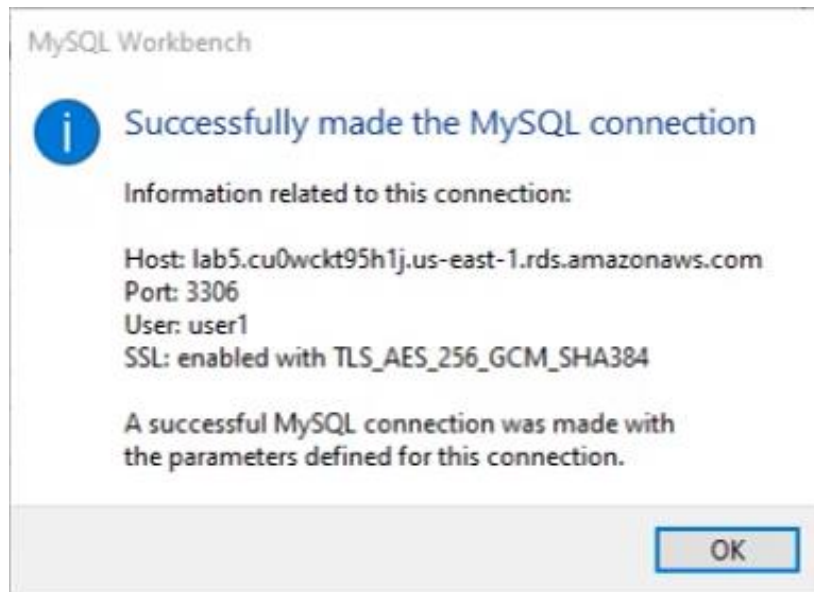 MySQL Workbench
Successfully made the MySQL connection
Information related to this connection:
Host: lab5.cu0wckt95h1j.us-east-1.rds.amazonaws.com
Port: 3306
User: user1
SSL: enabled with TLS_AES_256_GCM_SHA384
A successful MySQL connection was made with
the parameters defined for this connection.
OK